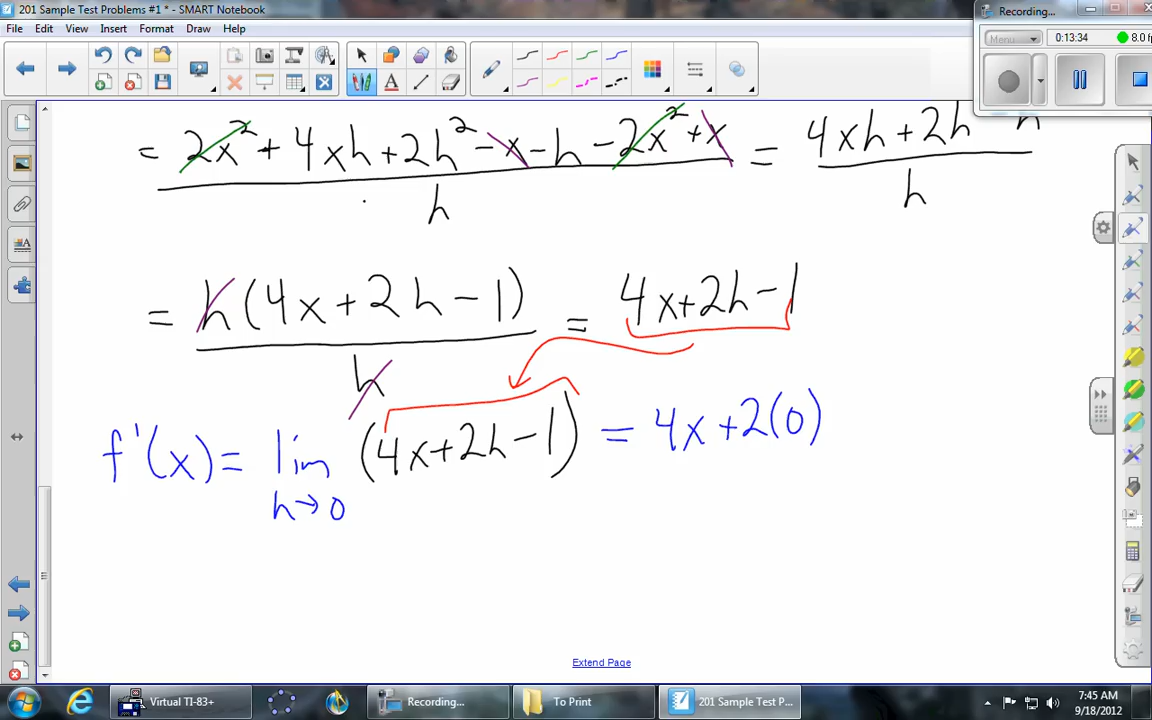 201 Sample Test Problems #1 * - SMART Notebook
Recording...
File Edit View Insert Format Draw Help
Menu 0:13:34 8.0 f
= 2x² + 4xh + 2h² - x - h - 2x² + x = 4xh + 2h
h h
= h(4x + 2h - 1) = 4x + 2h - 1
h
f'(x) = lim (4x + 2h - 1) = 4x + 2(0)
h→0
Extend Page
Virtual TI-83+ Recording... To Print 201 Sample Test P... 7:45 AM
9/18/2012